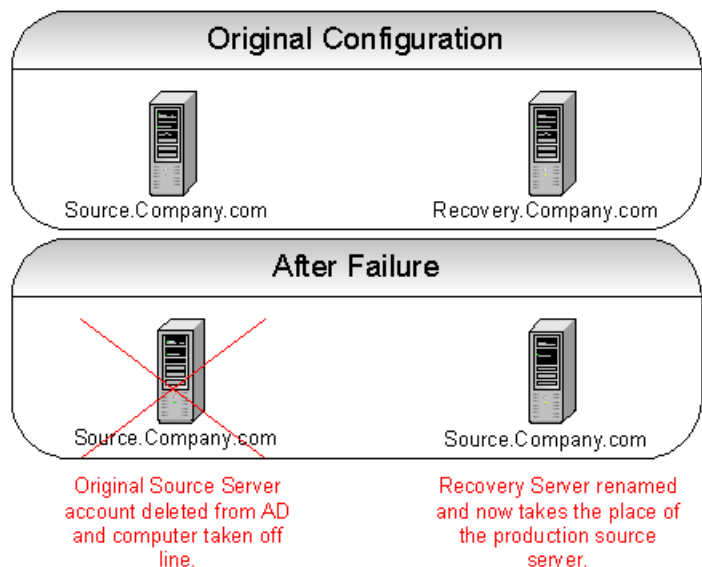 Original Configuration
Source.Company.com
Recovery.Company.com
After Failure
Source.Company.com
Source.Company.com
Original Source Server
account deleted from AD
and computer taken off
line.
Recovery Server renamed
and now takes the place of
the production source
server.